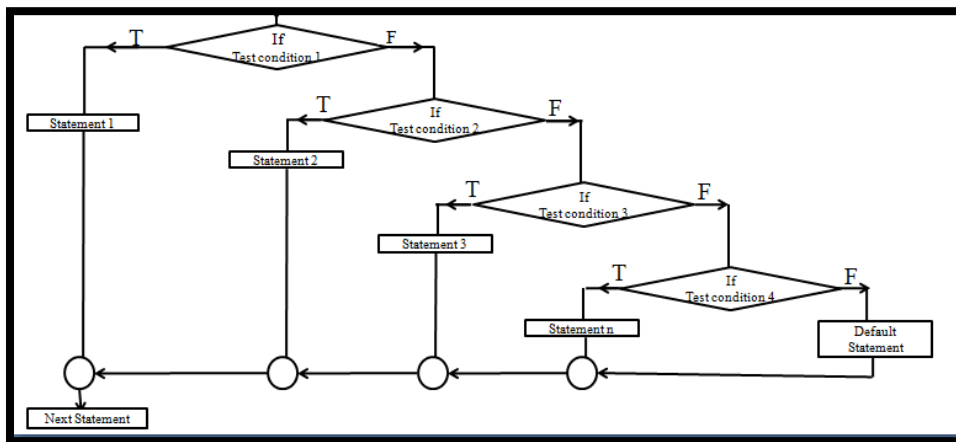 If
Test condition 1
T
F
Statement 1
If
Test condition 2
T
F
Statement 2
If
Test condition 3
T
F
Statement 3
If
Test condition 4
T
F
Statement n
Default
Statement
Next Statement